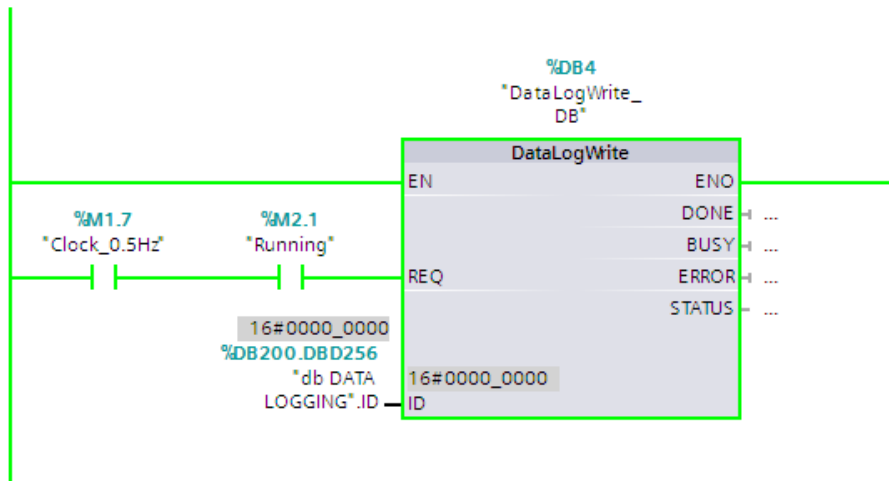 %DB4
"DataLogWrite_
DB"
DataLogWrite
EN
ENO
DONE
...
BUSY
...
%M1.7
"Clock_0.5Hz"
%M2.1
"Running"
REQ
ERROR
...
STATUS
...
16#0000_0000
%DB200.DBD256
"db DATA
LOGGING".ID
16#0000_0000
ID